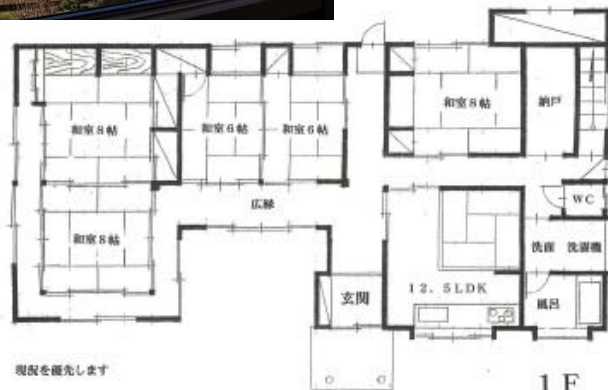 和室8帖
和室6帖
和室6帖
和室8帖
納戸
和室8帖
広縁
WC
洗面 洗濯機
玄関
12.5LDK
風呂
現況を優先します
1F